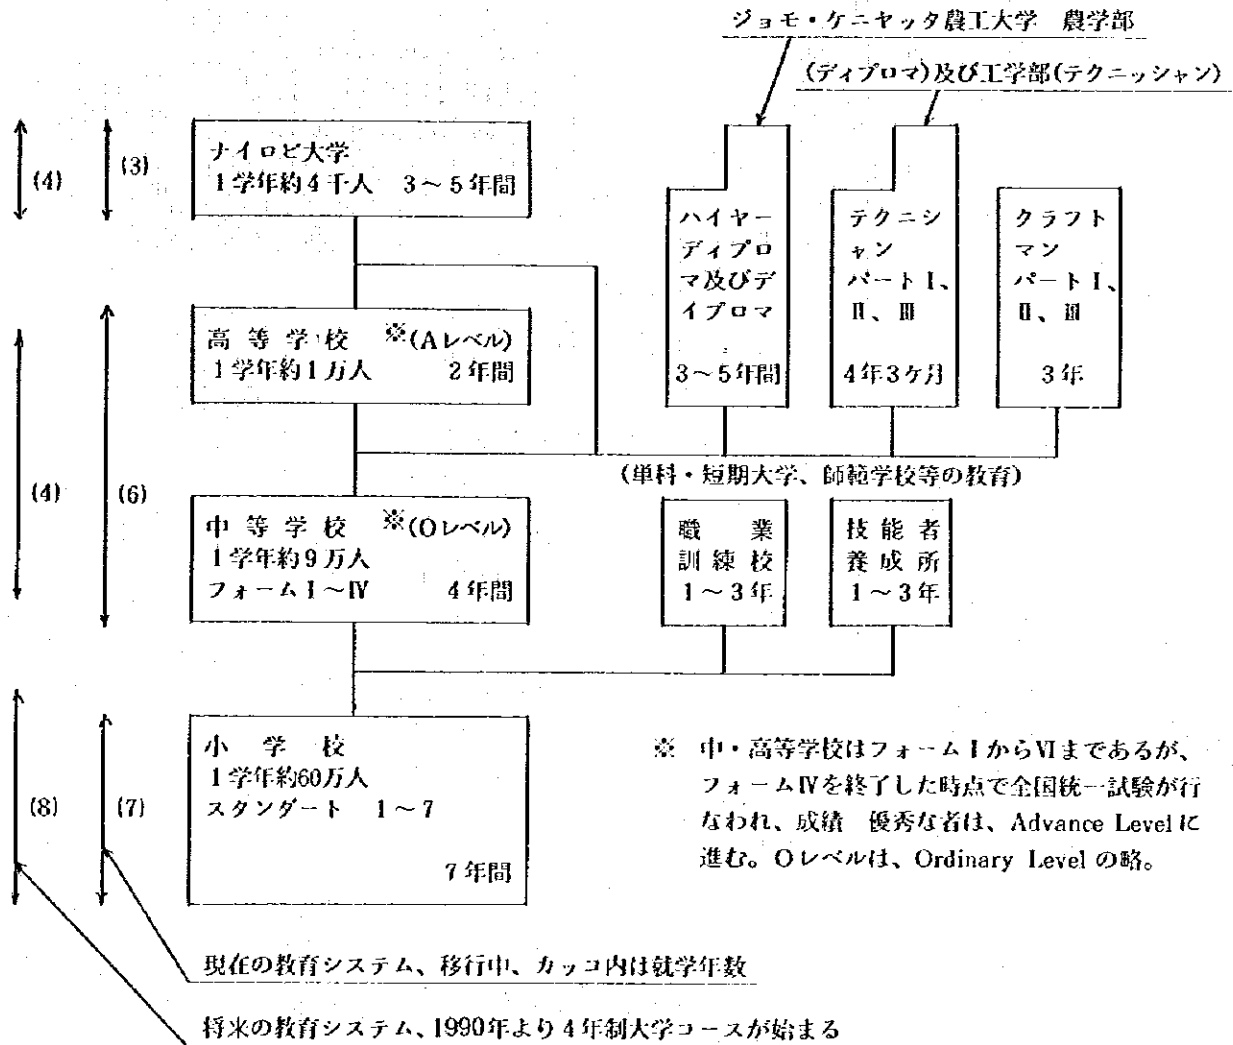 ジョモ・ケニヤッタ農工大学 農学部
(ディプロマ)及び工学部(テクニッシャン)
(4)
(3)
ナイロビ大学
1学年約4千人 3～5年間
ハイヤー
ディプロ
マ及びデ
イプロマ
3～5年間
テクニシ
ャン
パートⅠ、
Ⅱ、Ⅲ
4年3ケ月
クラフト
マン
パートⅠ、
Ⅱ、Ⅲ
3年
高等学校 ※(Aレベル)
1学年約1万人 2年間
(4)
(6)
(単科・短期大学、師範学校等の教育)
中等学校 ※(Oレベル)
1学年約9万人
フォームⅠ～Ⅳ 4年間
職業
訓練校
1～3年
技能者
養成所
1～3年
(8)
(7)
小学校
1学年約60万人
スタンダート 1～7
7年間
※ 中・高等学校はフォームⅠからⅥまであるが、
フォームⅣを終了した時点で全国統一試験が行
なわれ、成績 優秀な者は、Advance Levelに
進む。Oレベルは、Ordinary Levelの略。
現在の教育システム、移行中、カッコ内は就学年数
将来の教育システム、1990年より4年制大学コースが始まる